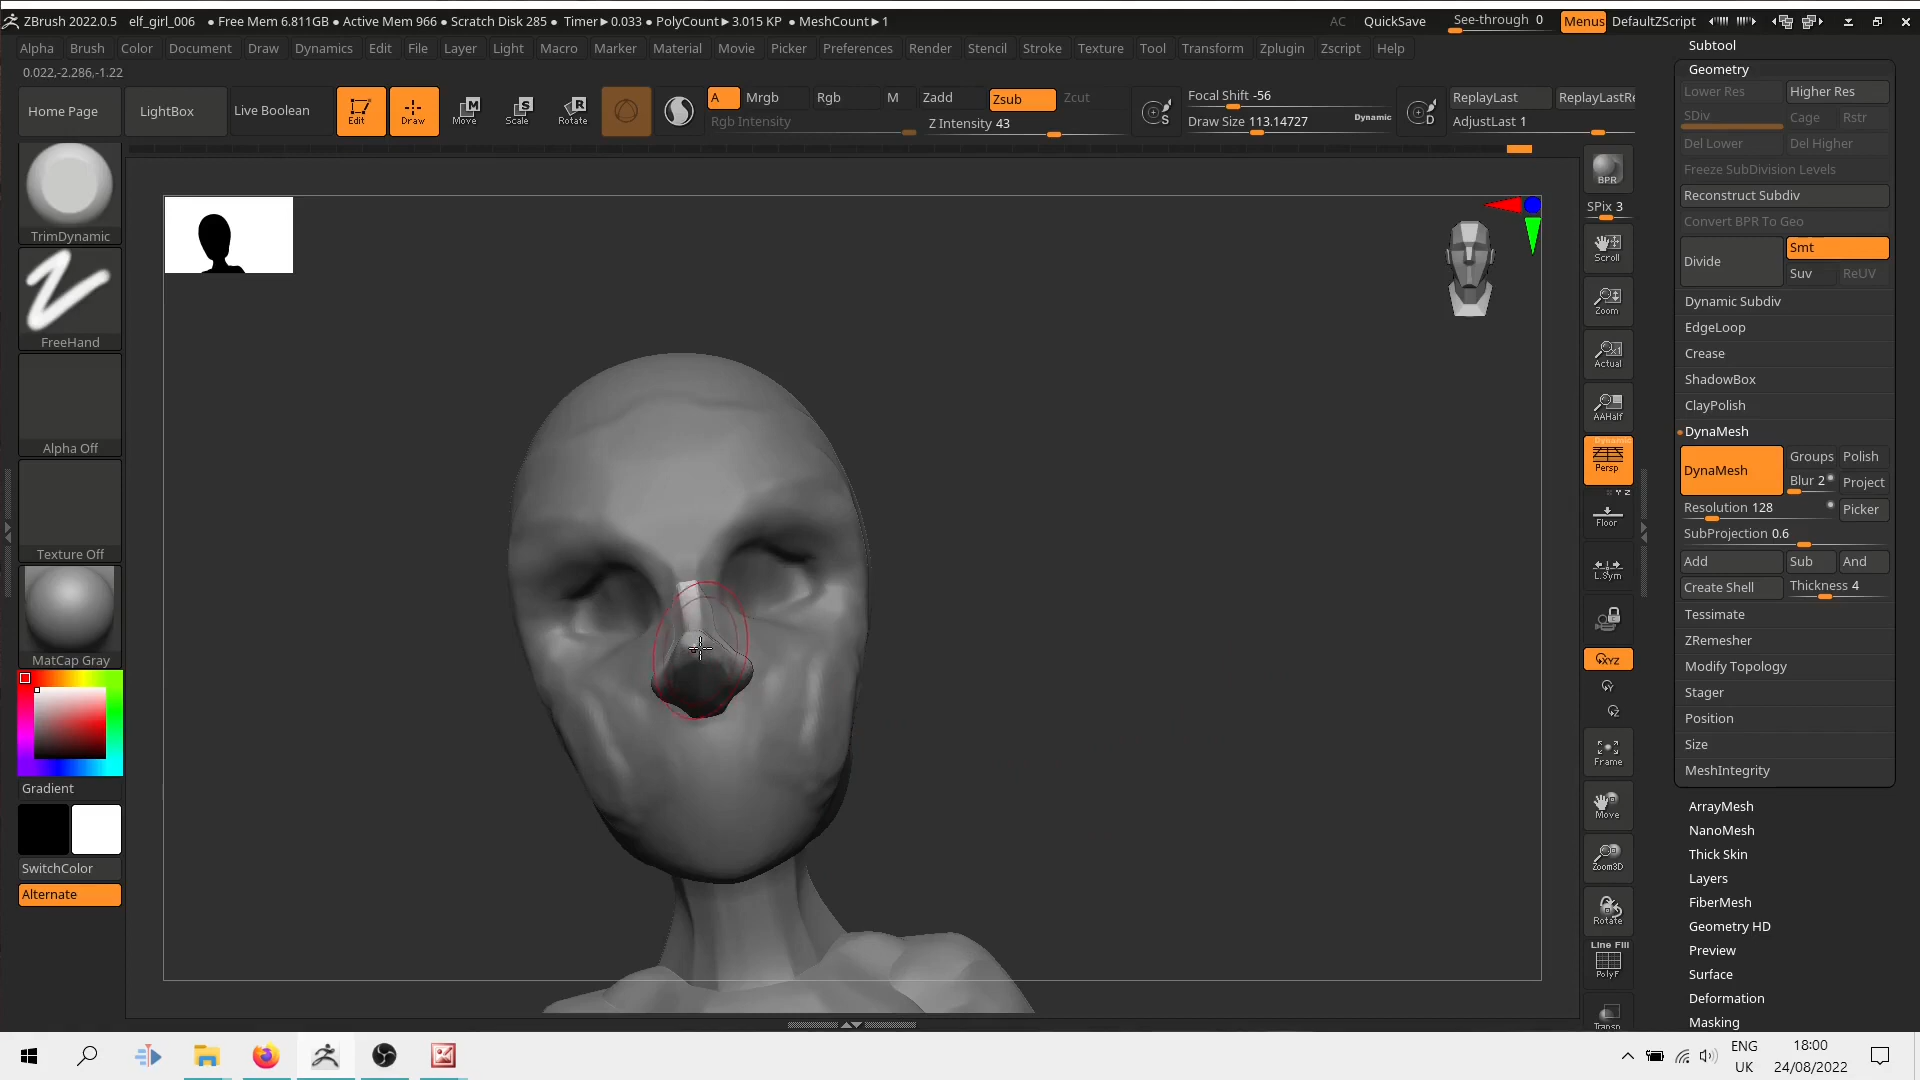 ZBrush 2022.0.5 elf_girl_006 • Free Mem 6.811GB • Active Mem 966 • Scratch Disk 285 • Timer►0.033 • PolyCount►3.015 KP • MeshCount►1 AC QuickSave See-through 0 Menus DefaultZScript
Alpha Brush Color Document Draw Dynamics Edit File Layer Light Macro Marker Material Movie Picker Preferences Render Stencil Stroke Texture Tool Transform Zplugin Zscript Help
0.022,-2.286,-1.22
Home Page LightBox Live Boolean Edit Draw Move Scale Rotate
M S R
A Mrgb Rgb M Zadd Zsub Zcut
Rgb Intensity Z Intensity 43
S Focal Shift -56
Draw Size 113.14727 Dynamic D
ReplayLast ReplayLastRe
AdjustLast 1
TrimDynamic
FreeHand
Alpha Off
Texture Off
MatCap Gray
Gradient
SwitchColor
Alternate
BPR
SPix 3
Scroll
Zoom
Actual
AAHalf
Dynamic
Persp
X Y Z
Floor
L.Sym
XYZ
Y
Z
Frame
Move
Zoom3D
Rotate
Line Fill
PolyF
Transp
Subtool
Geometry
Lower Res Higher Res
SDiv Cage Rstr
Del Lower Del Higher
Freeze SubDivision Levels
Reconstruct Subdiv
Convert BPR To Geo
Divide Smt
Suv ReUV
Dynamic Subdiv
EdgeLoop
Crease
ShadowBox
ClayPolish
DynaMesh
DynaMesh Groups Polish
Blur 2 Project
Resolution 128 Picker
SubProjection 0.6
Add Sub And
Create Shell Thickness 4
Tessimate
ZRemesher
Modify Topology
Stager
Position
Size
MeshIntegrity
ArrayMesh
NanoMesh
Thick Skin
Layers
FiberMesh
Geometry HD
Preview
Surface
Deformation
Masking
ENG
UK
18:00
24/08/2022